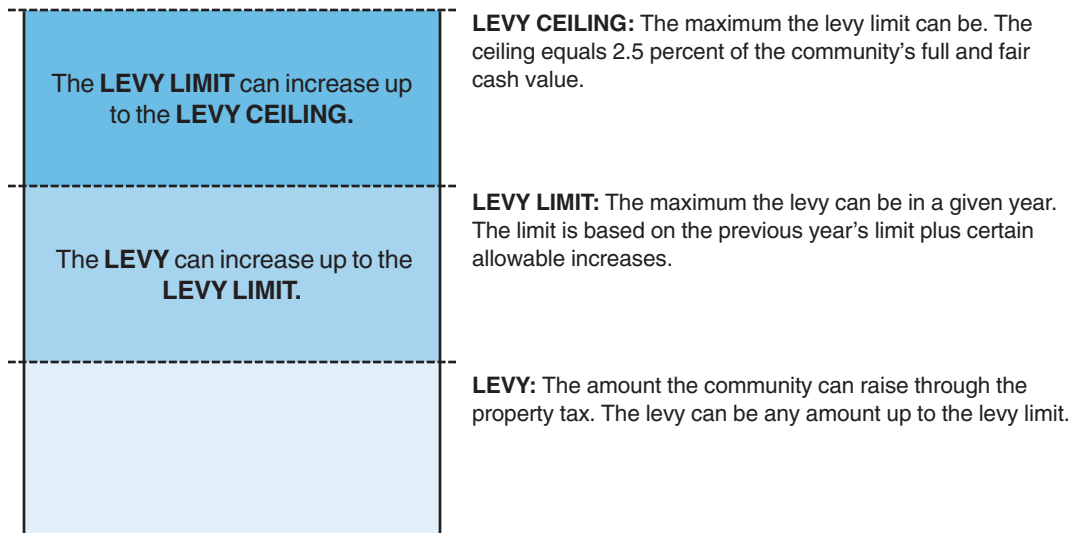 The LEVY LIMIT can increase up
to the LEVY CEILING.
LEVY CEILING: The maximum the levy limit can be. The
ceiling equals 2.5 percent of the community’s full and fair
cash value.
The LEVY can increase up to the
LEVY LIMIT.
LEVY LIMIT: The maximum the levy can be in a given year.
The limit is based on the previous year’s limit plus certain
allowable increases.
LEVY: The amount the community can raise through the
property tax. The levy can be any amount up to the levy limit.